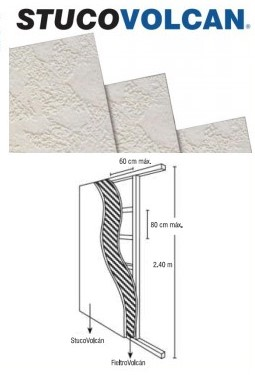 STUCOVOLCAN®
60 cm máx.
80 cm máx.
2.40 m
StucoVolcán
FieltroVolcán